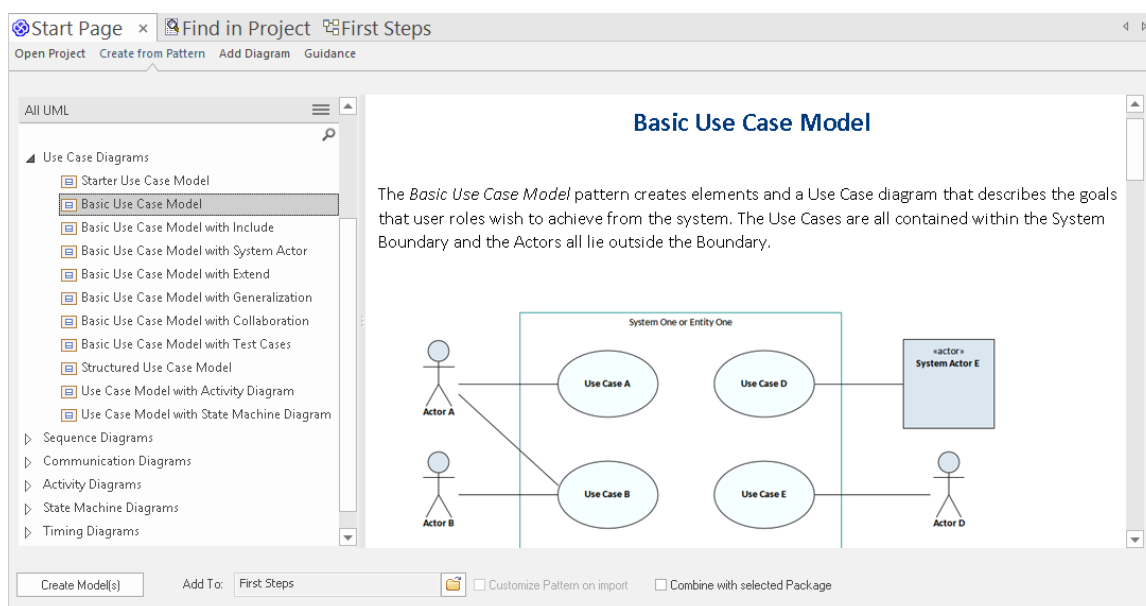 Start Page × Find in Project First Steps
Open Project Create from Pattern Add Diagram Guidance
All UML
Use Case Diagrams
Starter Use Case Model
Basic Use Case Model
Basic Use Case Model with Include
Basic Use Case Model with System Actor
Basic Use Case Model with Extend
Basic Use Case Model with Generalization
Basic Use Case Model with Collaboration
Basic Use Case Model with Test Cases
Structured Use Case Model
Use Case Model with Activity Diagram
Use Case Model with State Machine Diagram
Sequence Diagrams
Communication Diagrams
Activity Diagrams
State Machine Diagrams
Timing Diagrams
Basic Use Case Model
The Basic Use Case Model pattern creates elements and a Use Case diagram that describes the goals
that user roles wish to achieve from the system. The Use Cases are all contained within the System
Boundary and the Actors all lie outside the Boundary.
System One or Entity One
«actor»
System Actor E
Use Case A
Use Case D
Actor A
Use Case B
Use Case E
Actor B
Actor D
Create Model(s) Add To: First Steps Customize Pattern on import Combine with selected Package